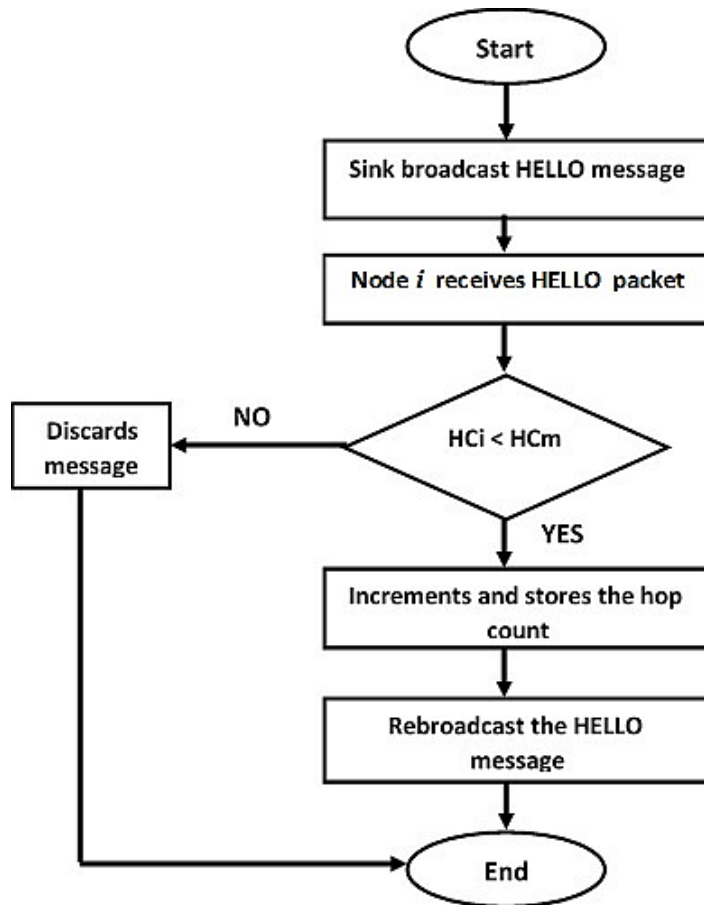 Start
Sink broadcast HELLO message
Node i receives HELLO packet
HCi < HCm
NO
Discards
message
YES
Increments and stores the hop
count
Rebroadcast the HELLO
message
End